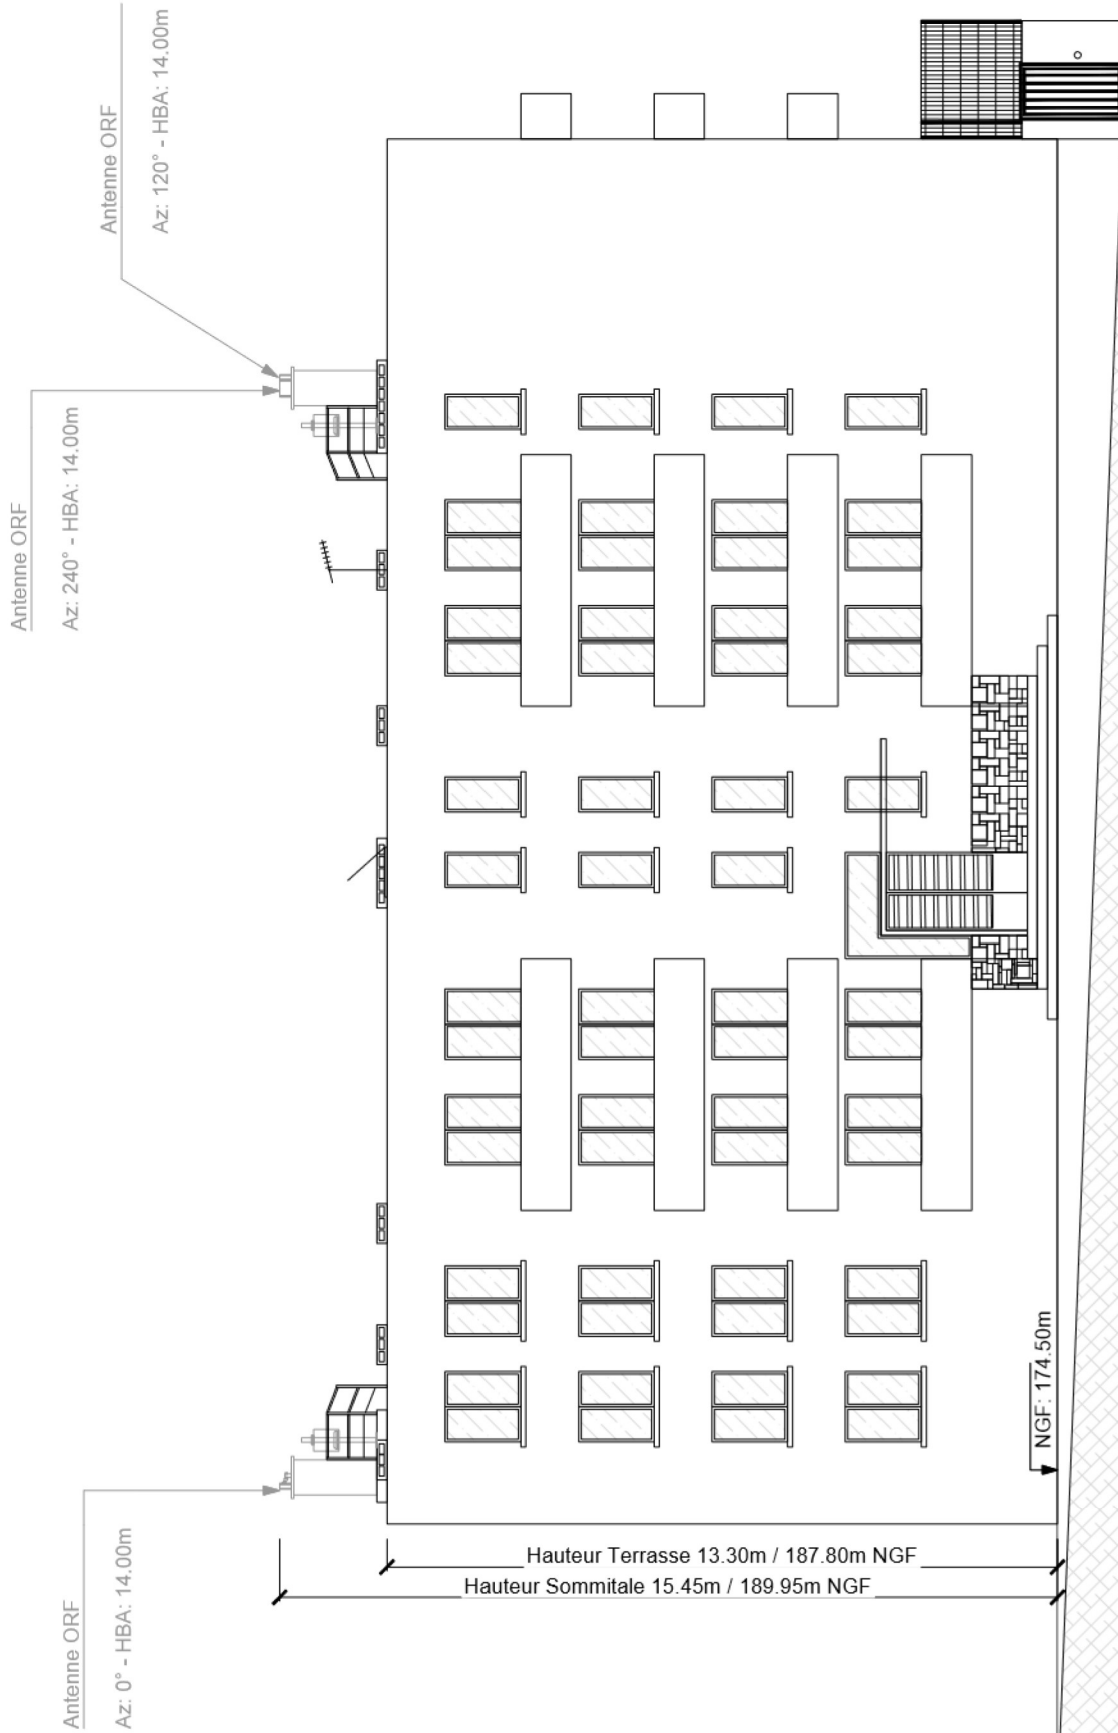 Antenne ORF
Az: 120° - HBA: 14.00m
Antenne ORF
Az: 240° - HBA: 14.00m
Antenne ORF
Az: 0° - HBA: 14.00m
NGF: 174.50m
Hauteur Terrasse 13.30m / 187.80m NGF
Hauteur Sommitale 15.45m / 189.95m NGF